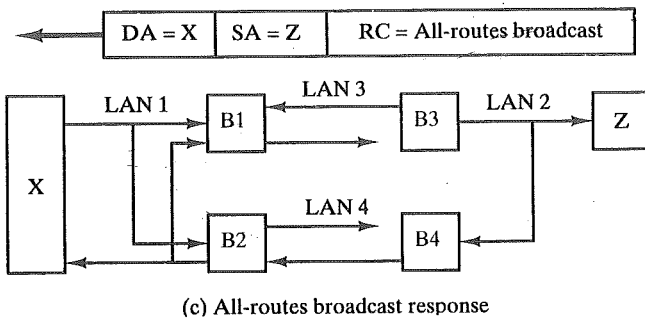 DA = X SA = Z RC = All-routes broadcast
LAN 1 LAN 3 LAN 2
B1 B3 Z
X
LAN 4
B2 B4
(c) All-routes broadcast response